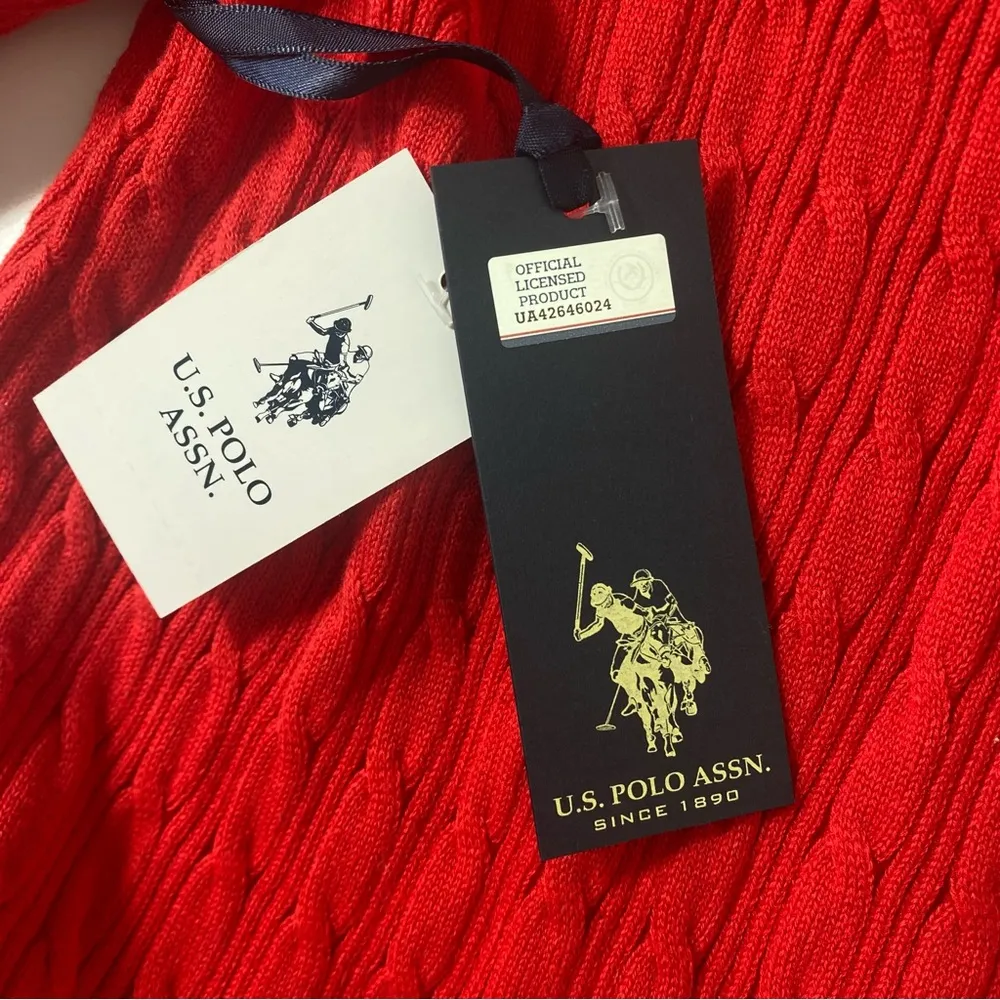 U.S. POLO
ASSN.
OFFICIAL
LICENSED
PRODUCT
UA42646024
U.S. POLO ASSN.
SINCE 1890